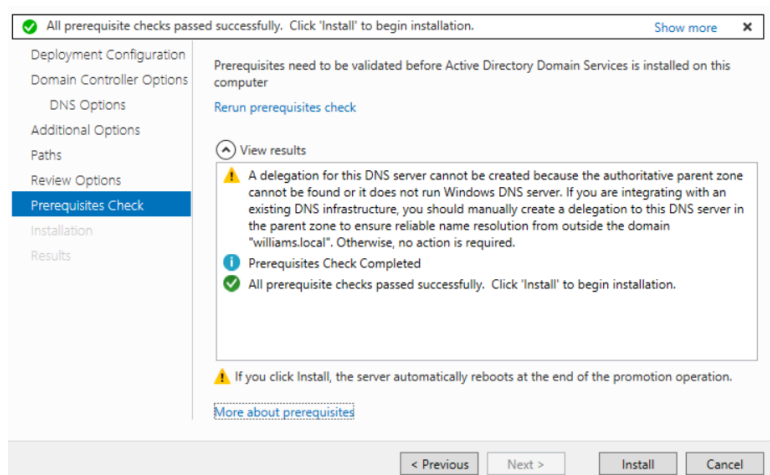 All prerequisite checks passed successfully.  Click 'Install' to begin installation.
Show more
Deployment Configuration
Domain Controller Options
DNS Options
Additional Options
Paths
Review Options
Prerequisites Check
Installation
Results
Prerequisites need to be validated before Active Directory Domain Services is installed on this
computer
Rerun prerequisites check
View results
A delegation for this DNS server cannot be created because the authoritative parent zone
cannot be found or it does not run Windows DNS server. If you are integrating with an
existing DNS infrastructure, you should manually create a delegation to this DNS server in
the parent zone to ensure reliable name resolution from outside the domain
"williams.local". Otherwise, no action is required.
Prerequisites Check Completed
All prerequisite checks passed successfully.  Click 'Install' to begin installation.
If you click Install, the server automatically reboots at the end of the promotion operation.
More about prerequisites
< Previous
Next >
Install
Cancel